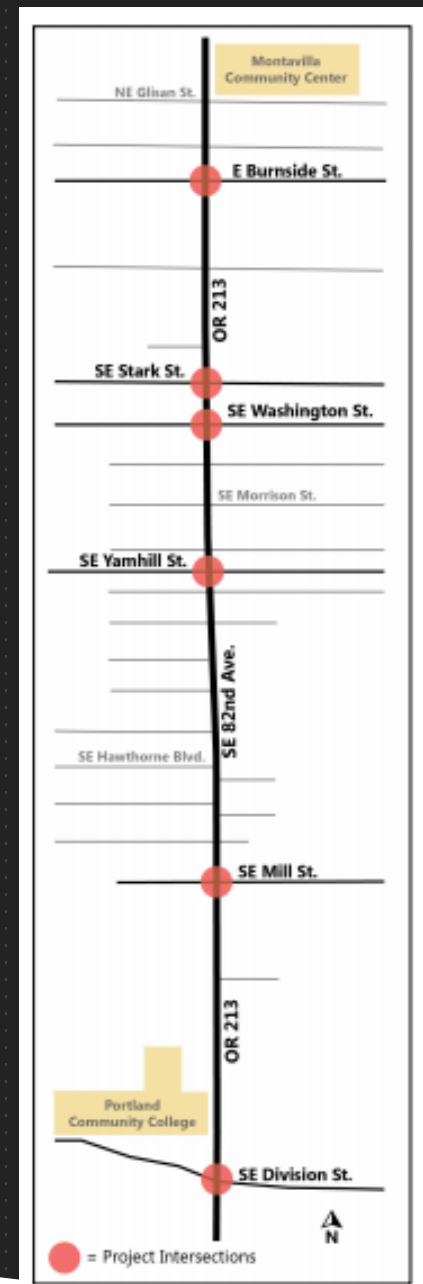 Montavilla
Community Center
NE Glisan St.
E Burnside St.
OR 213
SE Stark St.
SE Washington St.
SE Morrison St.
SE Yamhill St.
SE 82nd Ave.
SE Hawthorne Blvd.
SE Mill St.
OR 213
Portland
Community College
SE Division St.
N
= Project Intersections